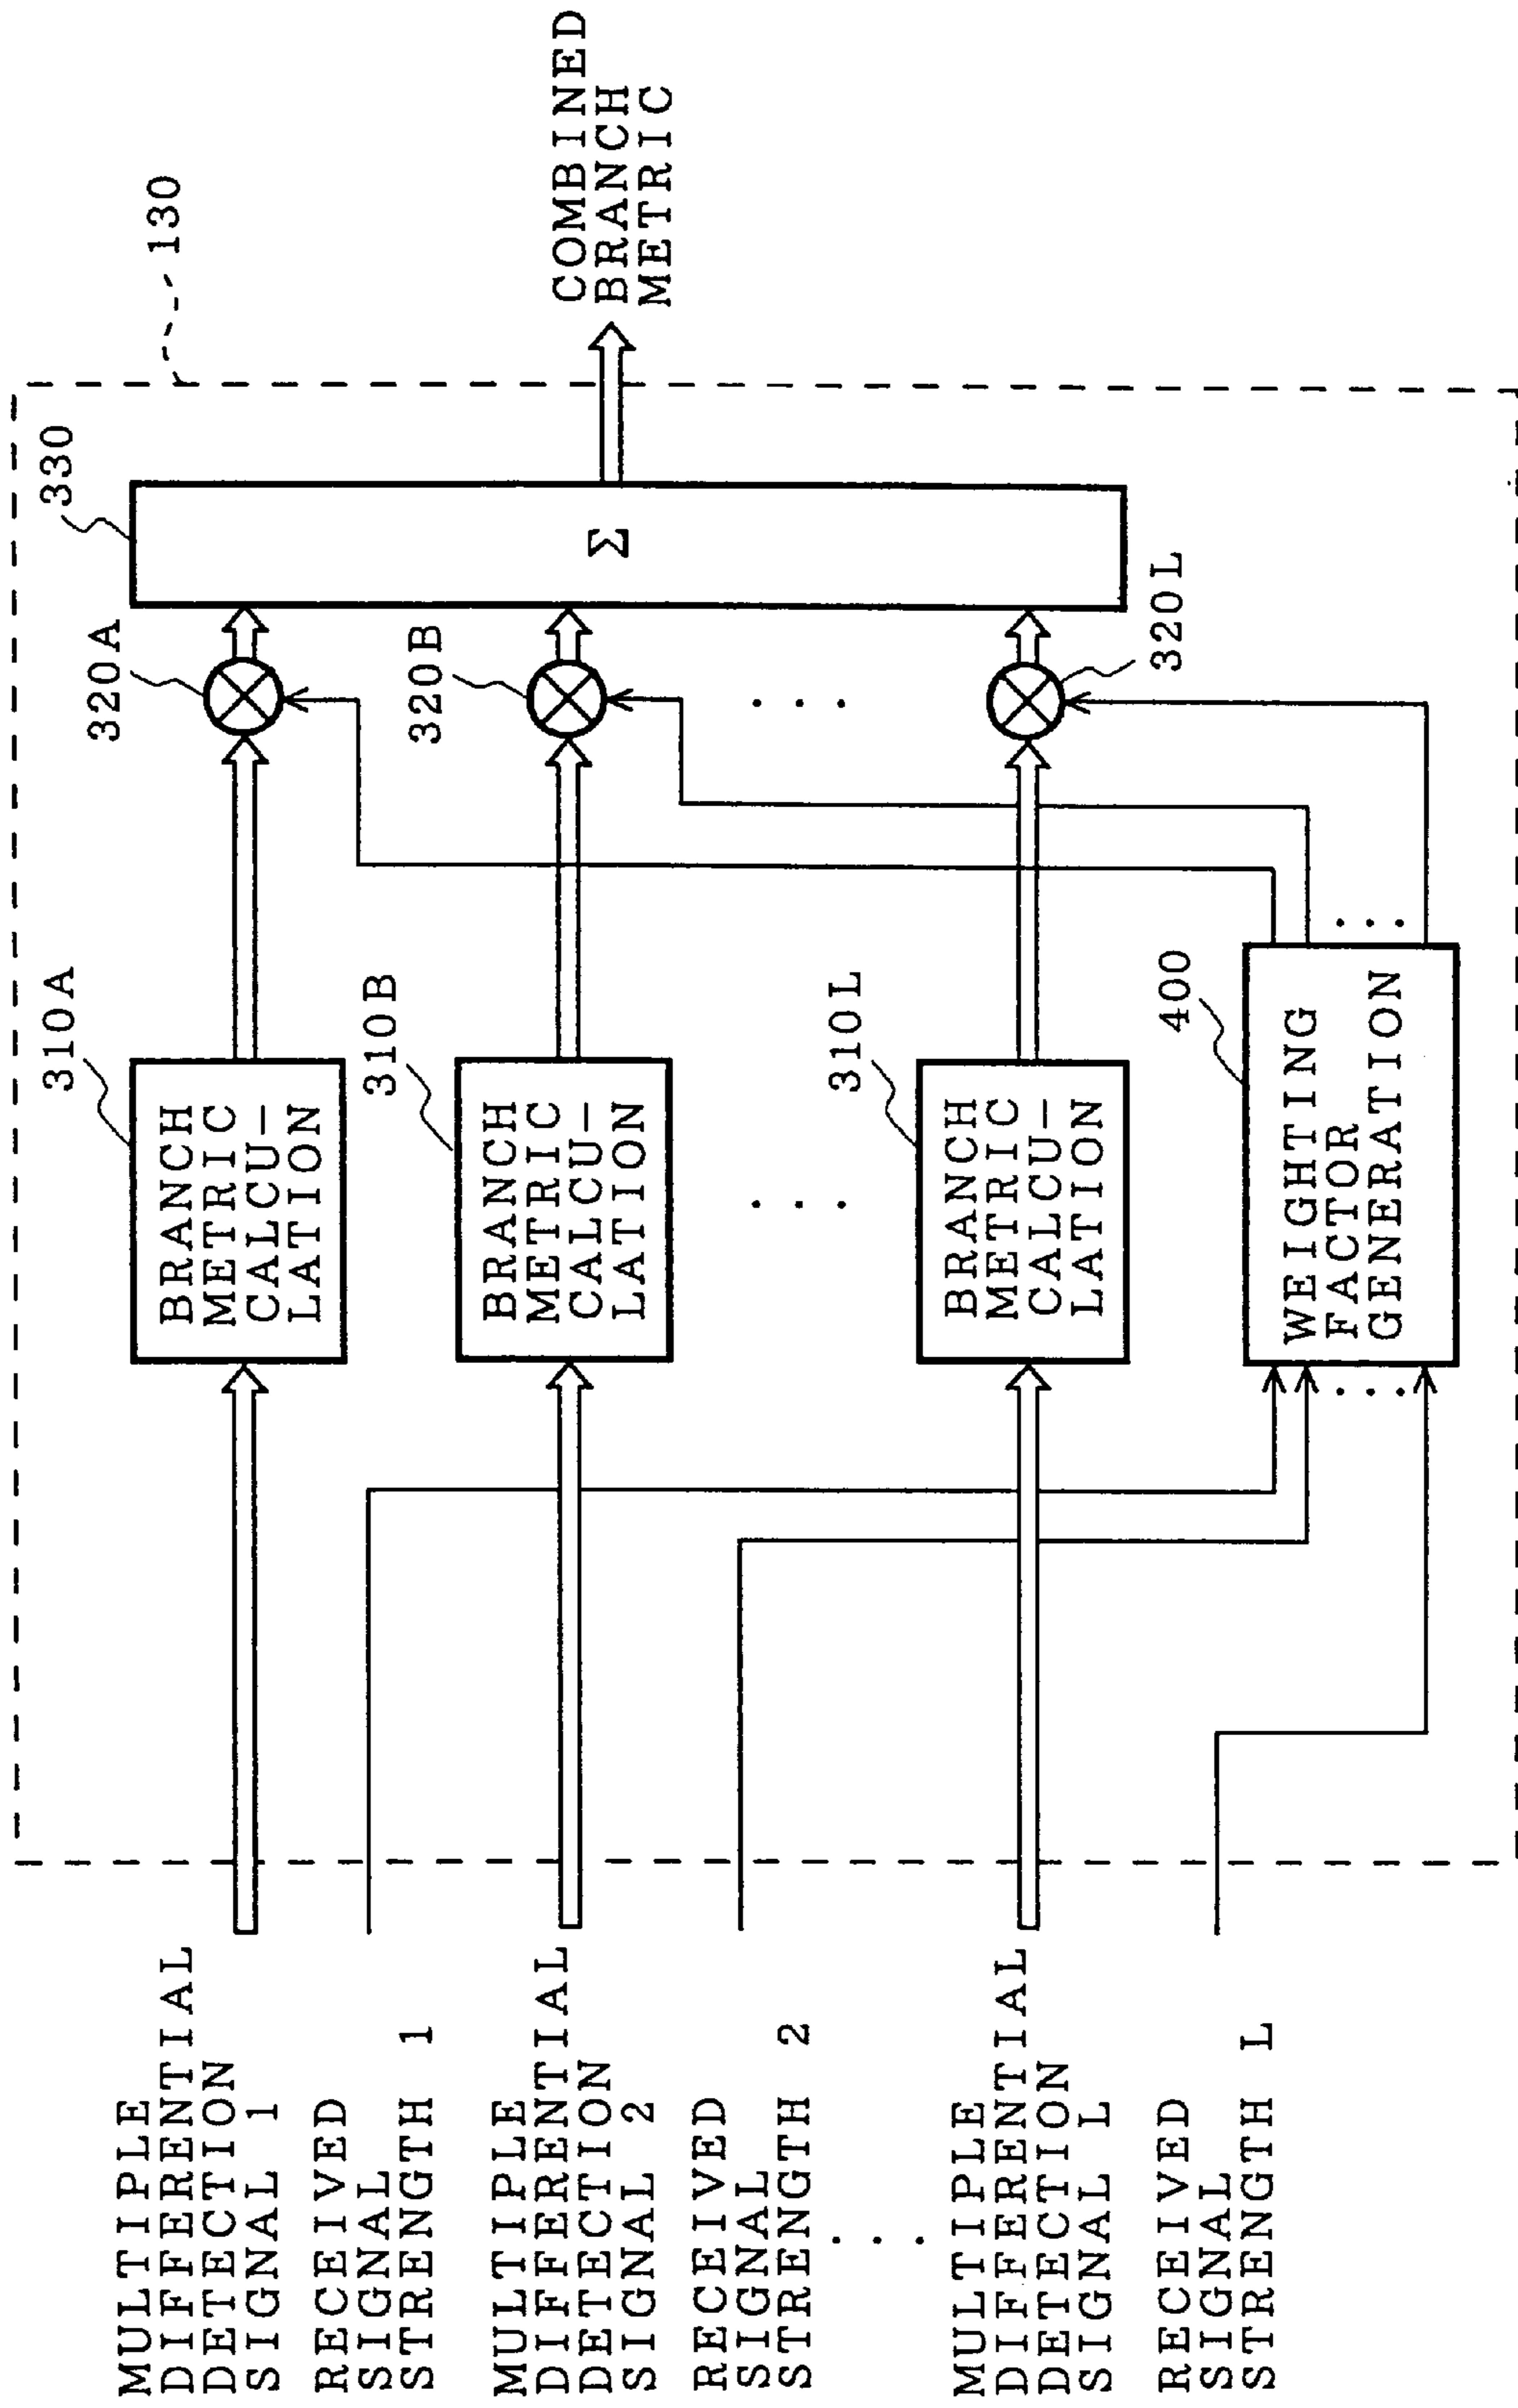 MULTIPLE
DIFFERENTIAL
DETECTION
SIGNAL 1
RECEIVED
SIGNAL
STRENGTH 1
MULTIPLE
DIFFERENTIAL
DETECTION
SIGNAL 2
RECEIVED
SIGNAL
STRENGTH 2
...
MULTIPLE
DIFFERENTIAL
DETECTION
SIGNAL L
RECEIVED
SIGNAL
STRENGTH L
310A
BRANCH
METRIC
CALCU-
LATION
310B
BRANCH
METRIC
CALCU-
LATION
...
310L
BRANCH
METRIC
CALCU-
LATION
400
WEIGHTING
FACTOR
GENERATION
...
...
320A
320B
...
320L
330
Σ
130
COMBINED
BRANCH
METRIC